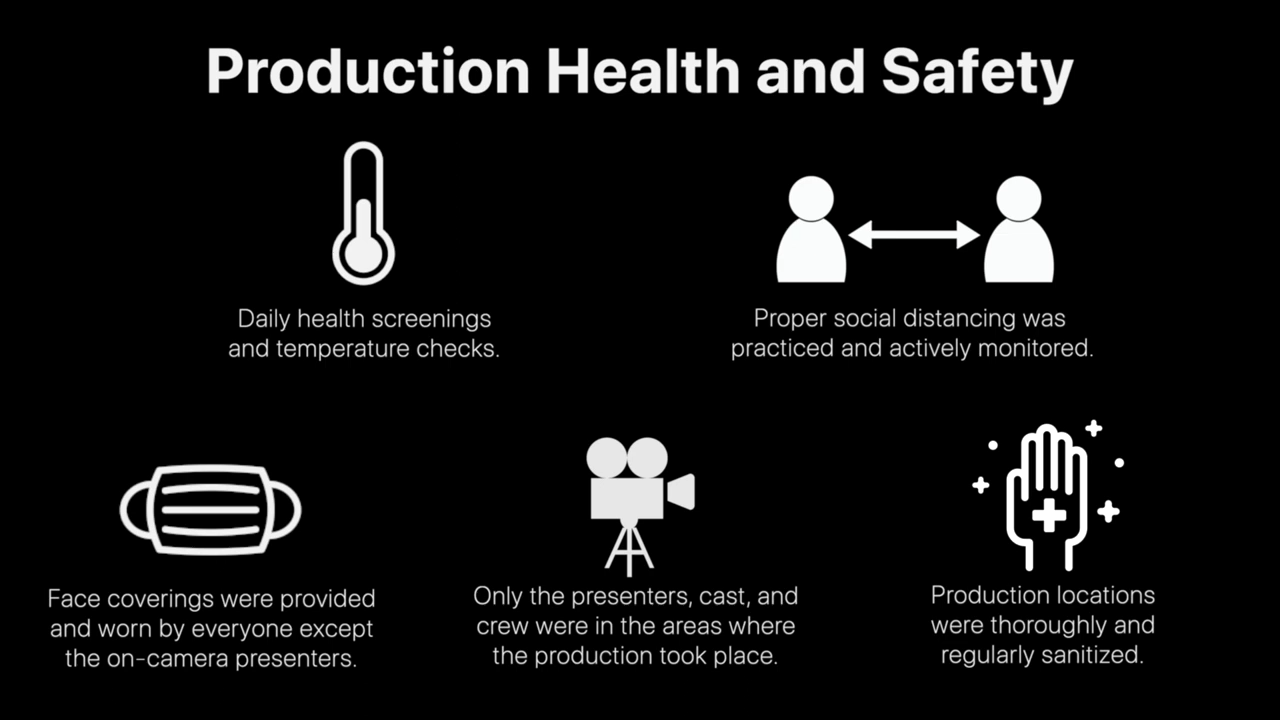 Production Health and Safety
Daily health screenings
and temperature checks.
Proper social distancing was
practiced and actively monitored.
Face coverings were provided
and worn by everyone except
the on-camera presenters.
Only the presenters, cast, and
crew were in the areas where
the production took place.
Production locations
were thoroughly and
regularly sanitized.